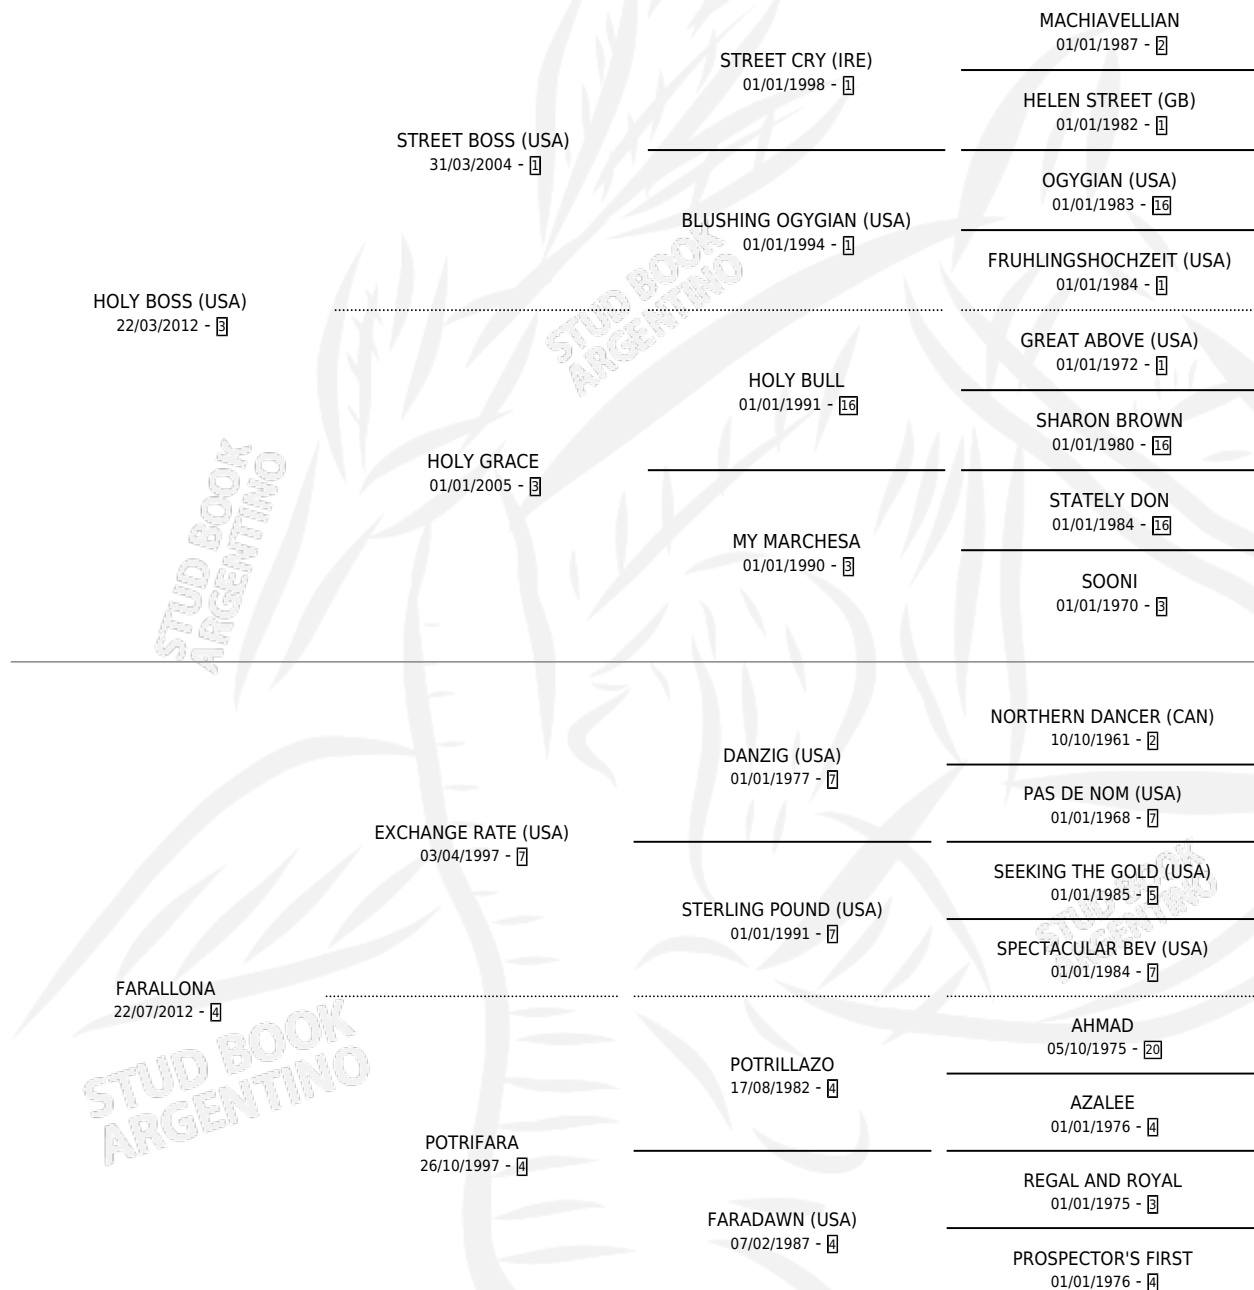 MACHIAVELLIAN
01/01/1987 - 2
STREET CRY (IRE)
01/01/1998 - 1
HELEN STREET (GB)
01/01/1982 - 1
STREET BOSS (USA)
31/03/2004 - 1
OGYGIAN (USA)
01/01/1983 - 16
BLUSHING OGYGIAN (USA)
01/01/1994 - 1
FRUHLINGSHOCHZEIT (USA)
01/01/1984 - 1
HOLY BOSS (USA)
22/03/2012 - 3
GREAT ABOVE (USA)
01/01/1972 - 1
HOLY BULL
01/01/1991 - 16
SHARON BROWN
01/01/1980 - 16
HOLY GRACE
01/01/2005 - 3
STATELY DON
01/01/1984 - 16
MY MARCHESA
01/01/1990 - 3
SOONI
01/01/1970 - 3
NORTHERN DANCER (CAN)
10/10/1961 - 2
DANZIG (USA)
01/01/1977 - 7
PAS DE NOM (USA)
01/01/1968 - 7
EXCHANGE RATE (USA)
03/04/1997 - 7
SEEKING THE GOLD (USA)
01/01/1985 - 5
STERLING POUND (USA)
01/01/1991 - 7
SPECTACULAR BEV (USA)
01/01/1984 - 7
FARALLONA
22/07/2012 - 4
AHMAD
05/10/1975 - 20
POTRILLAZO
17/08/1982 - 4
AZALEE
01/01/1976 - 4
POTRIFARA
26/10/1997 - 4
REGAL AND ROYAL
01/01/1975 - 3
FARADAWN (USA)
07/02/1987 - 4
PROSPECTOR'S FIRST
01/01/1976 - 4
STUD BOOK
ARGENTINO
STUD BOOK
ARGENTINO
STUD BOOK
ARGENTINO
STUD BOOK
ARGENTINO